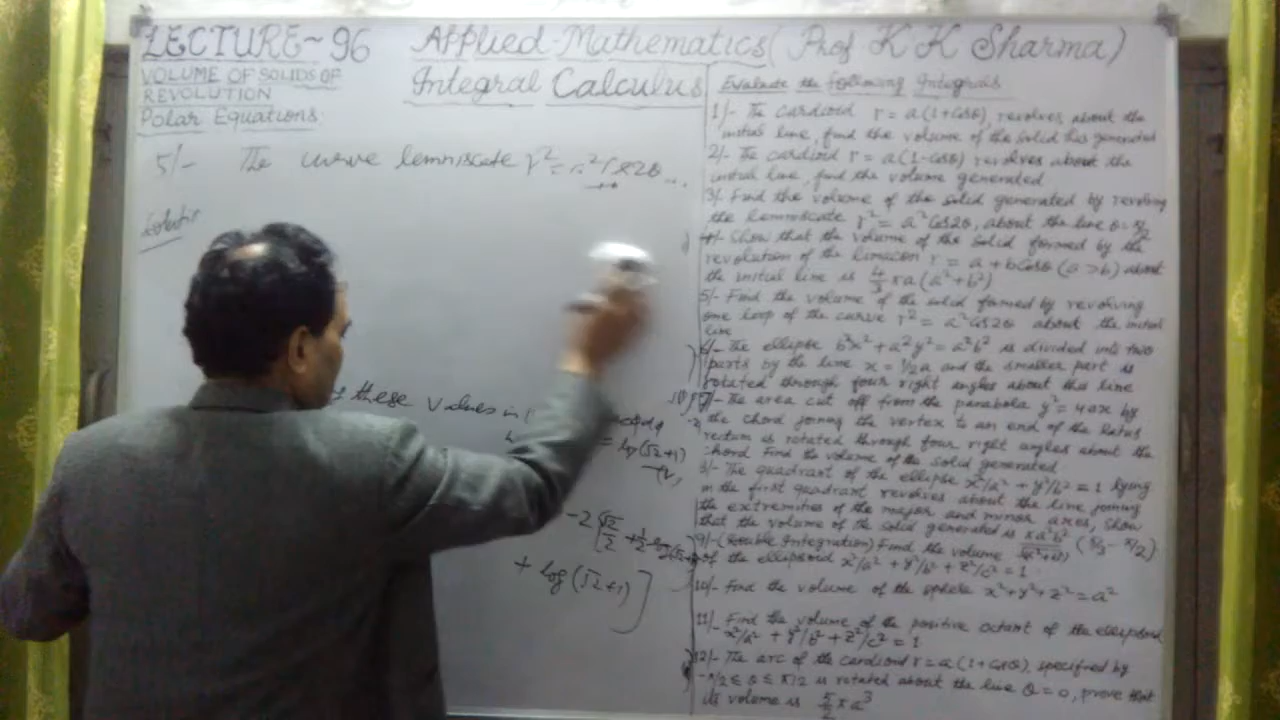 LECTURE~96 Applied Mathematics (Prof K K Sharma)
VOLUME OF SOLIDS OF
REVOLUTION
Polar Equations
Integral Calculus
5/- The curve lemniscate r² =
Solution
these values in
= log(√2+1)
-2[√2/2 + 1/2 log
+ log(√2+1)]
Evaluate the following Integrals
1/- The cardioid r = a(1+cosθ), revolves about the
initial line, find the volume of the solid thus generated
2/- The cardioid r = a(1-cosθ) revolves about the
initial line, find the volume generated
3/- Find the volume of the solid generated by revolving
the lemniscate r² = a²cos2θ, about the line θ = π/2
4/- Show that the volume of the solid formed by the
revolution of the limacon r = a + bcosθ (a > b) about
the initial line is 4/3 πa(a²+b²)
5/- Find the volume of the solid formed by revolving
one loop of the curve r² = a²cos2θ about the initial
line
6/- The ellipse b²x² + a²y² = a²b² is divided into two
parts by the line x = 1/2a and the smaller part is
rotated through four right angles about this line
7/- The area cut off from the parabola y² = 4ax by
the chord joining the vertex to an end of the latus
rectum is rotated through four right angles about the
chord Find the volume of the solid generated
8/- The quadrant of the ellipse x²/a² + y²/b² = 1 lying
in the first quadrant revolves about the line joining
the extremities of the major and minor axes, show
that the volume of the solid generated is πa²b²
9/- (Double Integration) Find the volume
of the ellipsoid x²/a² + y²/b² + z²/c² = 1
10/- Find the volume of the sphere x²+y²+z² = a²
11/- Find the volume of the positive octant of the ellipsoid
x²/a² + y²/b² + z²/c² = 1
12/- The arc of the cardioid r = a(1+cosθ), specified by
-π/2 ≤ θ ≤ π/2 is rotated about the line θ = 0, prove that
its volume is 5/2 πa³